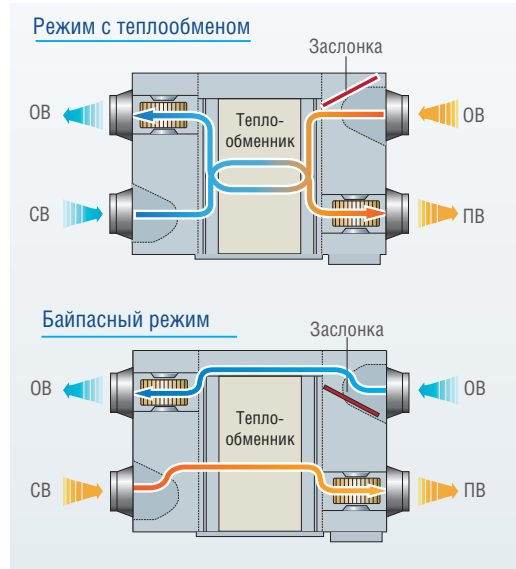 Режим с теплообменом
Заслонка
ОВ
Тепло-
обменник
ОВ
СВ
ПВ
Байпасный режим
Заслонка
ОВ
ОВ
Тепло-
обменник
СВ
ПВ